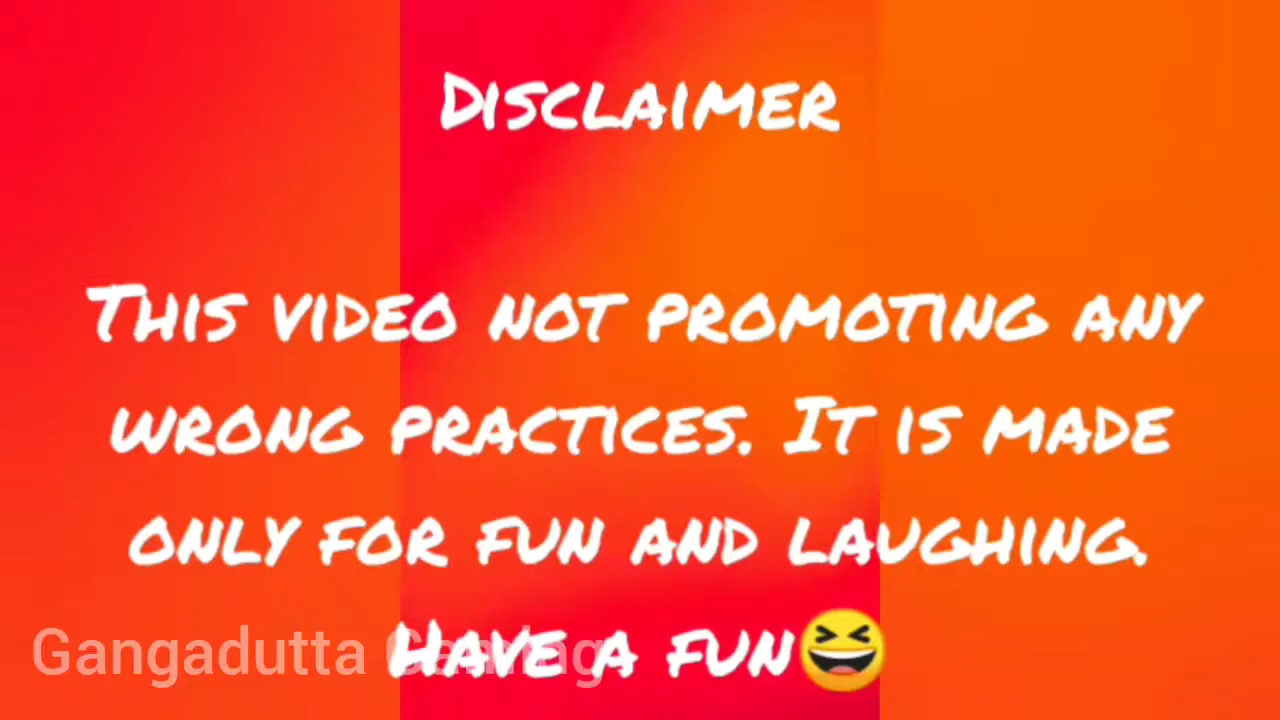 Disclaimer
This video not promoting any
wrong practices. It is made
only for fun and laughing.
Have a fun😆
Gangadutta Gaming